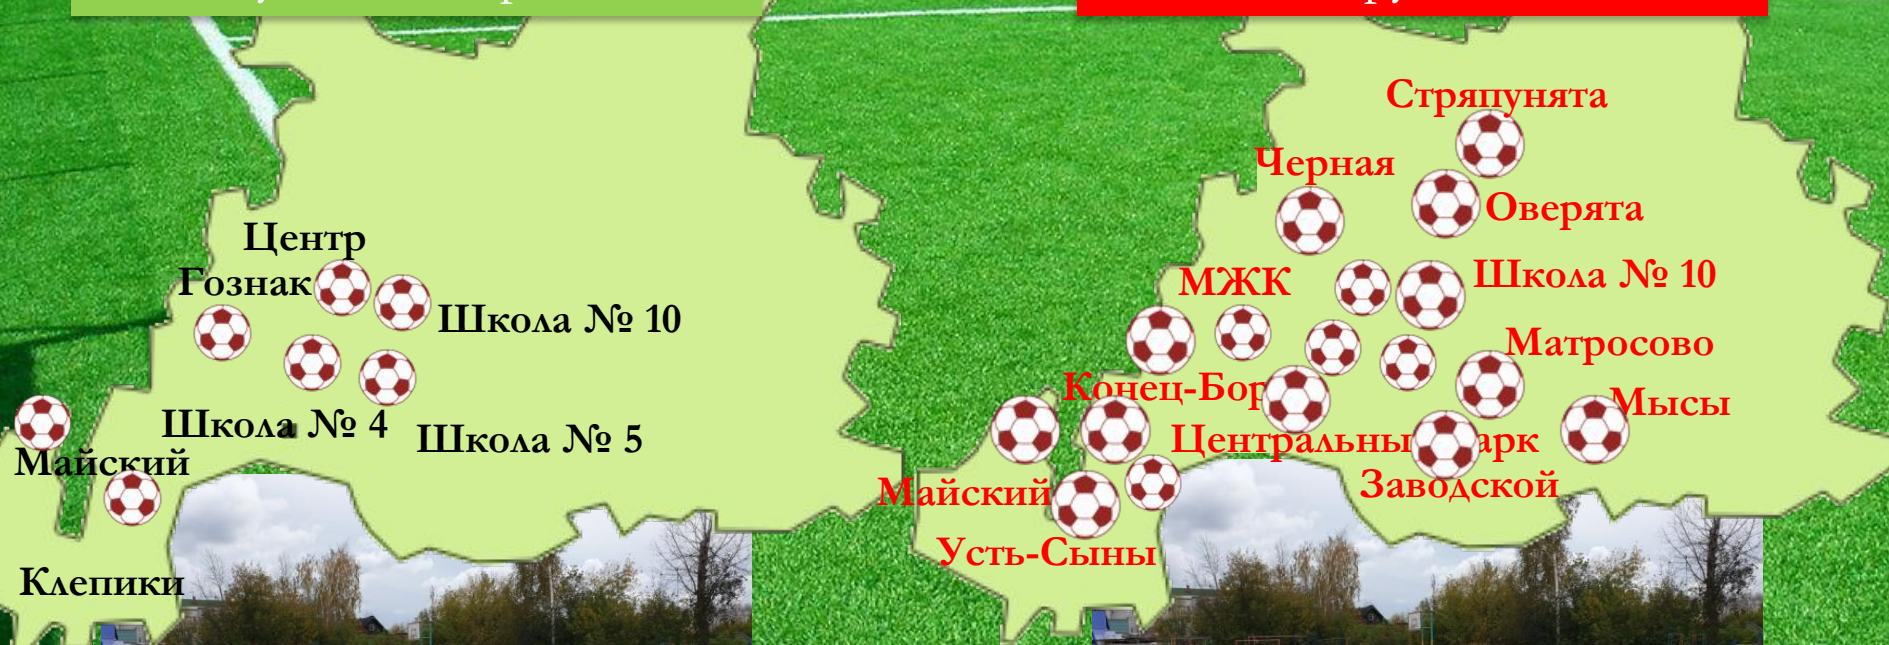 Центр
Гознак
Школа № 10
Школа № 4
Школа № 5
Майский
Клепики
Стряпунята
Черная
Оверята
МЖК
Школа № 10
Матросово
Конец-Бор
Мысы
Центральны арк
Майский
Заводской
Усть-Сыны